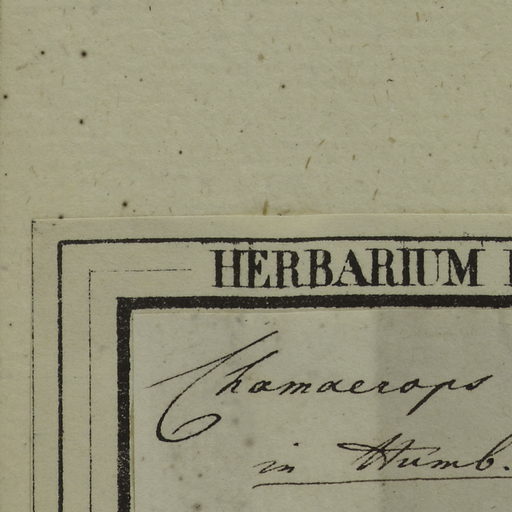 HERBARIUM
Chamaerops
in Humb.